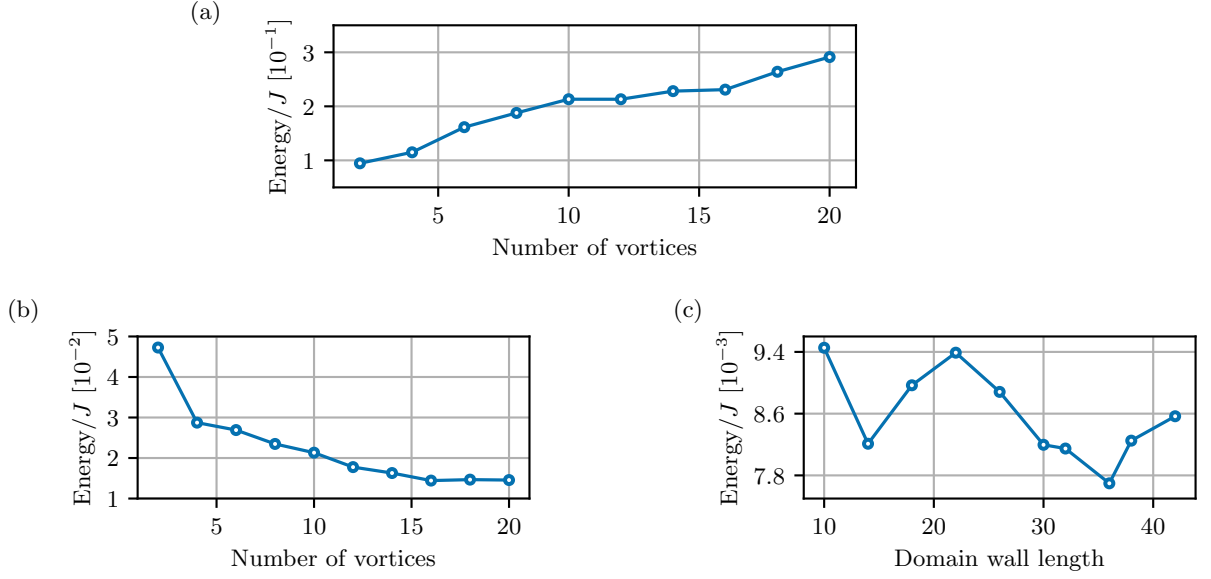 (a)
Energy/J [10⁻¹]
3
2
1
5 10 15 20
Number of vortices
(b)
Energy/J [10⁻²]
5
4
3
2
1
5 10 15 20
Number of vortices
(c)
Energy/J [10⁻³]
9.4
8.6
7.8
10 20 30 40
Domain wall length